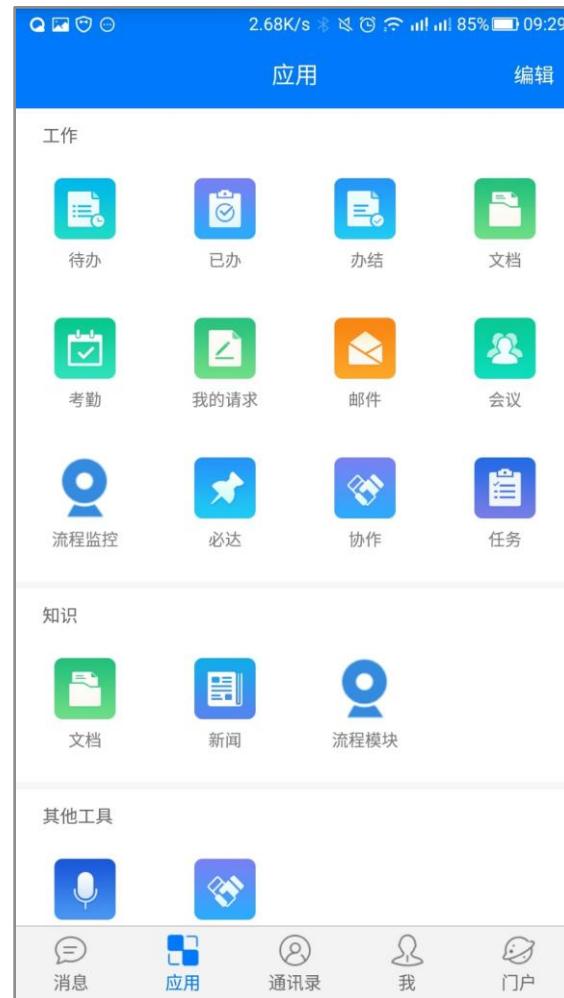 2.68K/s 85% 09:29
应用 编辑
工作
待办 已办 办结 文档
考勤 我的请求 邮件 会议
流程监控 必达 协作 任务
知识
文档 新闻 流程模块
其他工具
消息 应用 通讯录 我 门户